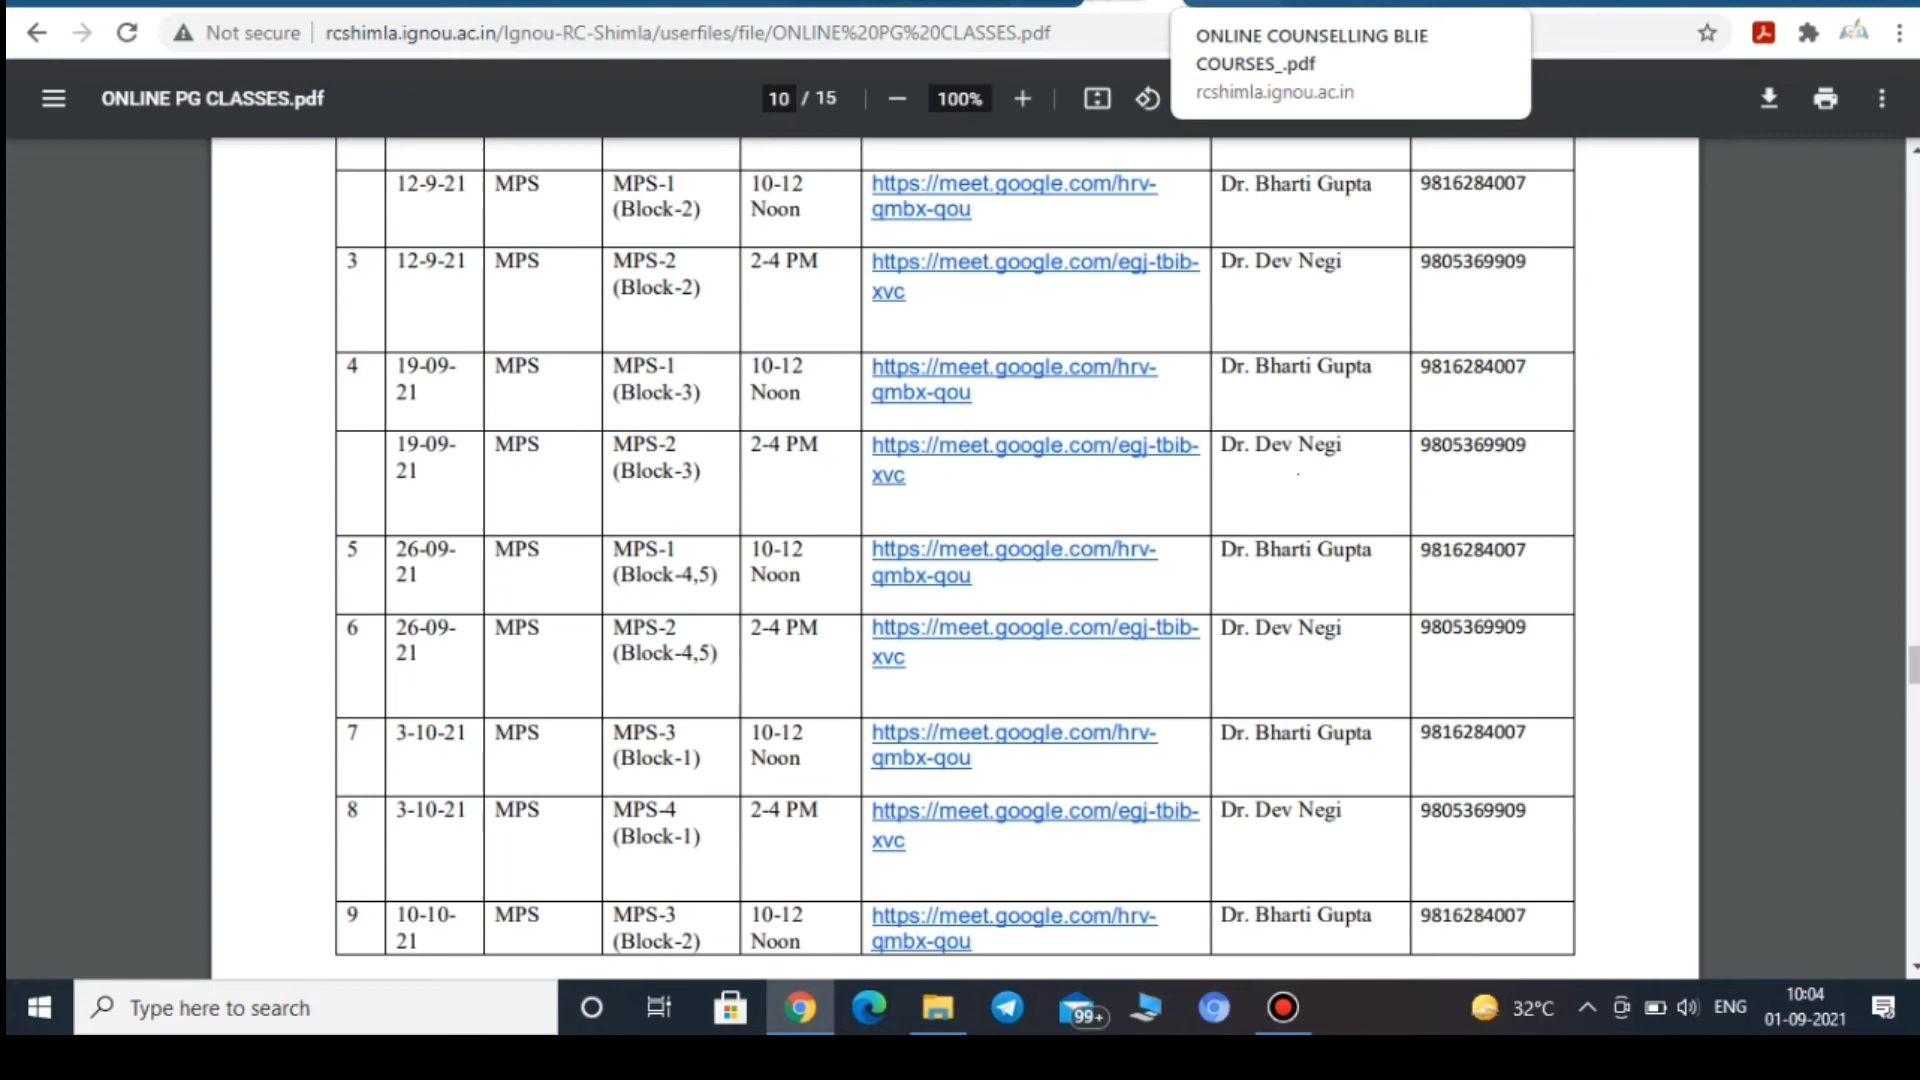 Not secure | rcshimla.ignou.ac.in/Ignou-RC-Shimla/userfiles/file/ONLINE%20PG%20CLASSES.pdf
ONLINE COUNSELLING BLIE
COURSES_.pdf
rcshimla.ignou.ac.in
ONLINE PG CLASSES.pdf 10 / 15 100%
12-9-21 MPS MPS-1 10-12 https://meet.google.com/hrv- Dr. Bharti Gupta 9816284007
(Block-2) Noon qmbx-qou
3 12-9-21 MPS MPS-2 2-4 PM https://meet.google.com/egj-tbib- Dr. Dev Negi 9805369909
(Block-2) xvc
4 19-09- MPS MPS-1 10-12 https://meet.google.com/hrv- Dr. Bharti Gupta 9816284007
21 (Block-3) Noon qmbx-qou
19-09- MPS MPS-2 2-4 PM https://meet.google.com/egj-tbib- Dr. Dev Negi 9805369909
21 (Block-3) xvc
5 26-09- MPS MPS-1 10-12 https://meet.google.com/hrv- Dr. Bharti Gupta 9816284007
21 (Block-4,5) Noon qmbx-qou
6 26-09- MPS MPS-2 2-4 PM https://meet.google.com/egj-tbib- Dr. Dev Negi 9805369909
21 (Block-4,5) xvc
7 3-10-21 MPS MPS-3 10-12 https://meet.google.com/hrv- Dr. Bharti Gupta 9816284007
(Block-1) Noon qmbx-qou
8 3-10-21 MPS MPS-4 2-4 PM https://meet.google.com/egj-tbib- Dr. Dev Negi 9805369909
(Block-1) xvc
9 10-10- MPS MPS-3 10-12 https://meet.google.com/hrv- Dr. Bharti Gupta 9816284007
21 (Block-2) Noon qmbx-qou
Type here to search 99+ 32°C ENG 10:04
01-09-2021